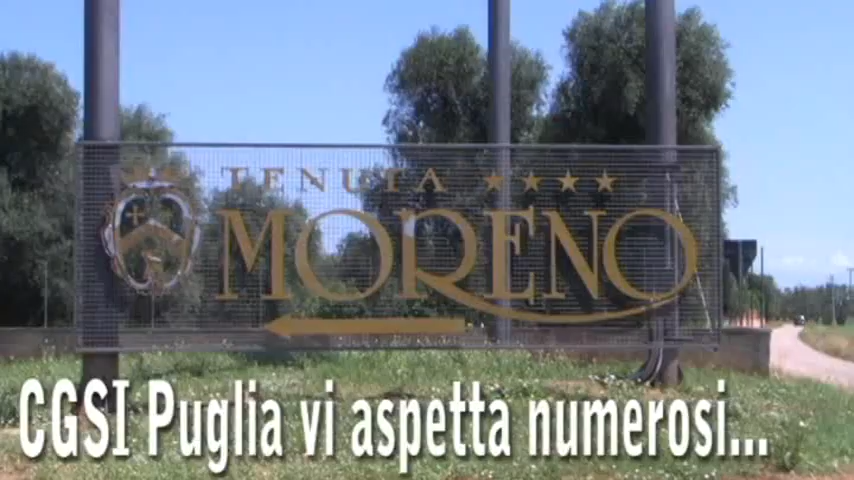 TENUTA ★★★★
MORENO
CGSI Puglia vi aspetta numerosi...